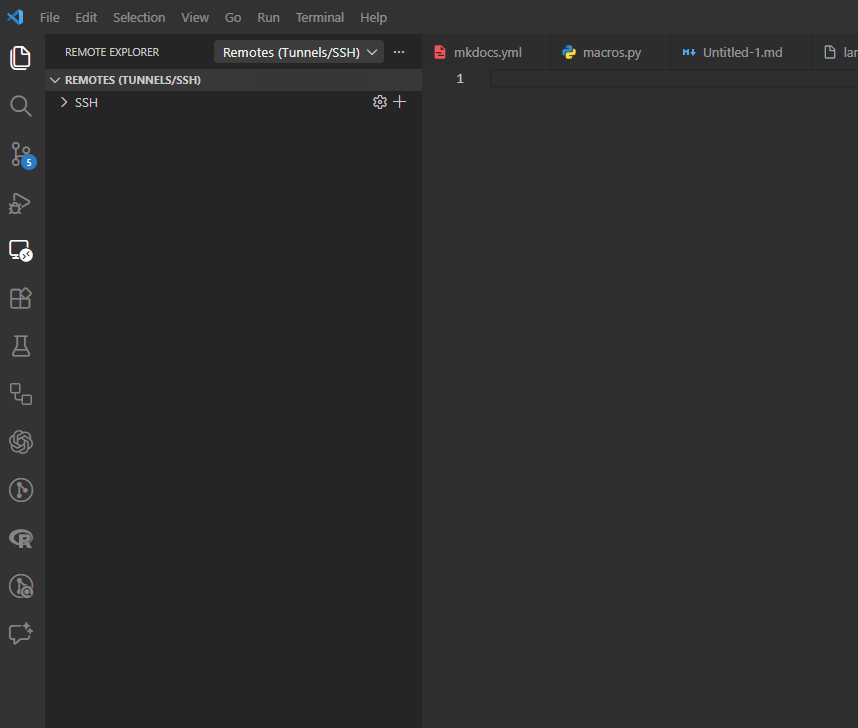 File Edit Selection View Go Run Terminal Help
REMOTE EXPLORER Remotes (Tunnels/SSH) mkdocs.yml macros.py Untitled-1.md
REMOTES (TUNNELS/SSH) 1
SSH
5